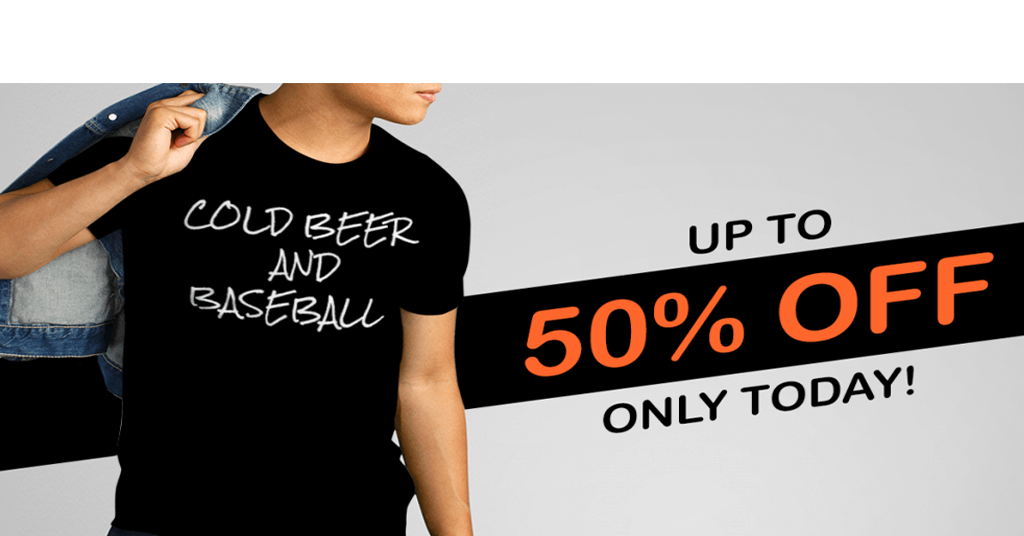 COLD BEER
AND
BASEBALL
UP TO
50% OFF
ONLY TODAY!